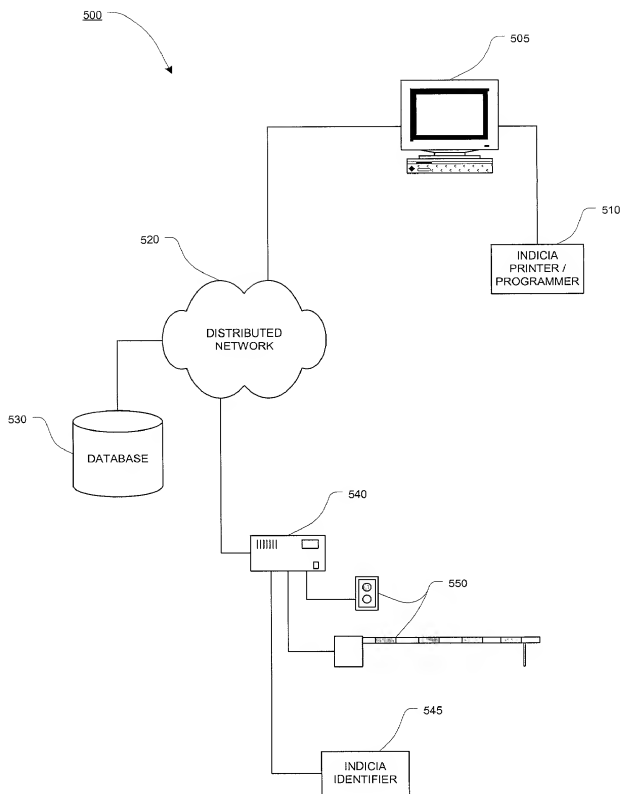 500
505
510
INDICIA
PRINTER /
PROGRAMMER
520
DISTRIBUTED
NETWORK
530
DATABASE
540
550
545
INDICIA
IDENTIFIER